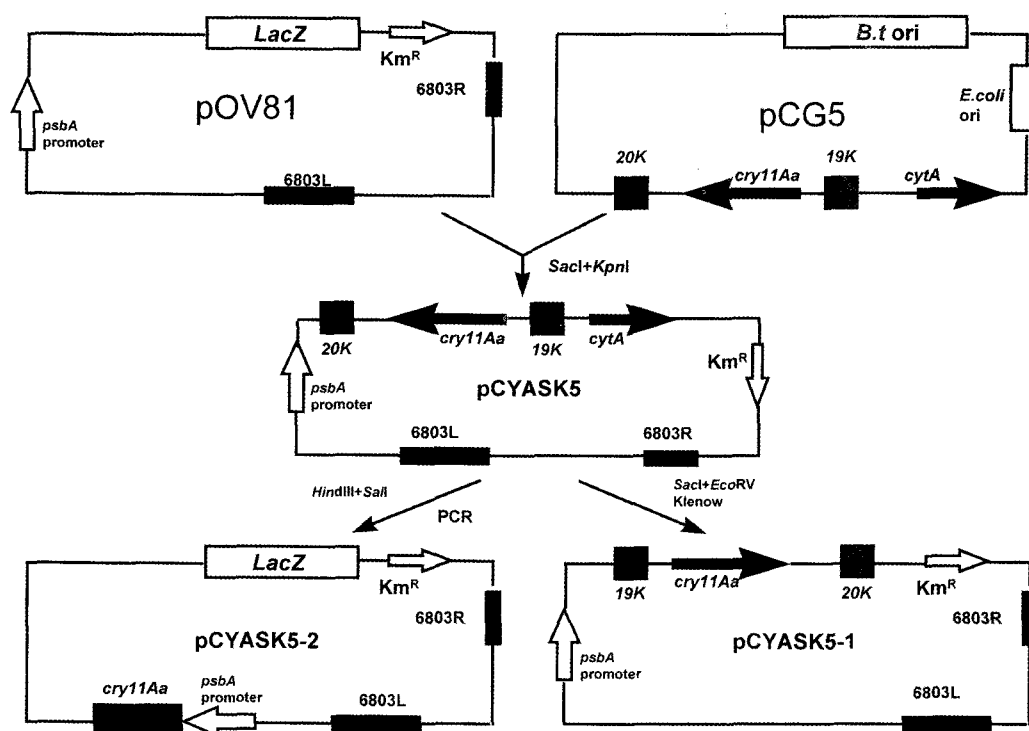 LacZ
Kmᴿ
6803R
psbA
promoter
pOV81
6803L
B.t ori
E.coli
ori
pCG5
20K
cry11Aa
19K
cytA
SacI+KpnI
20K
cry11Aa
19K
cytA
Kmᴿ
psbA
promoter
pCYASK5
6803L
6803R
HindIII+SalI
PCR
SacI+EcoRV
Klenow
LacZ
Kmᴿ
6803R
pCYASK5-2
cry11Aa
psbA
promoter
6803L
19K
cry11Aa
20K
Kmᴿ
6803R
psbA
promoter
pCYASK5-1
6803L